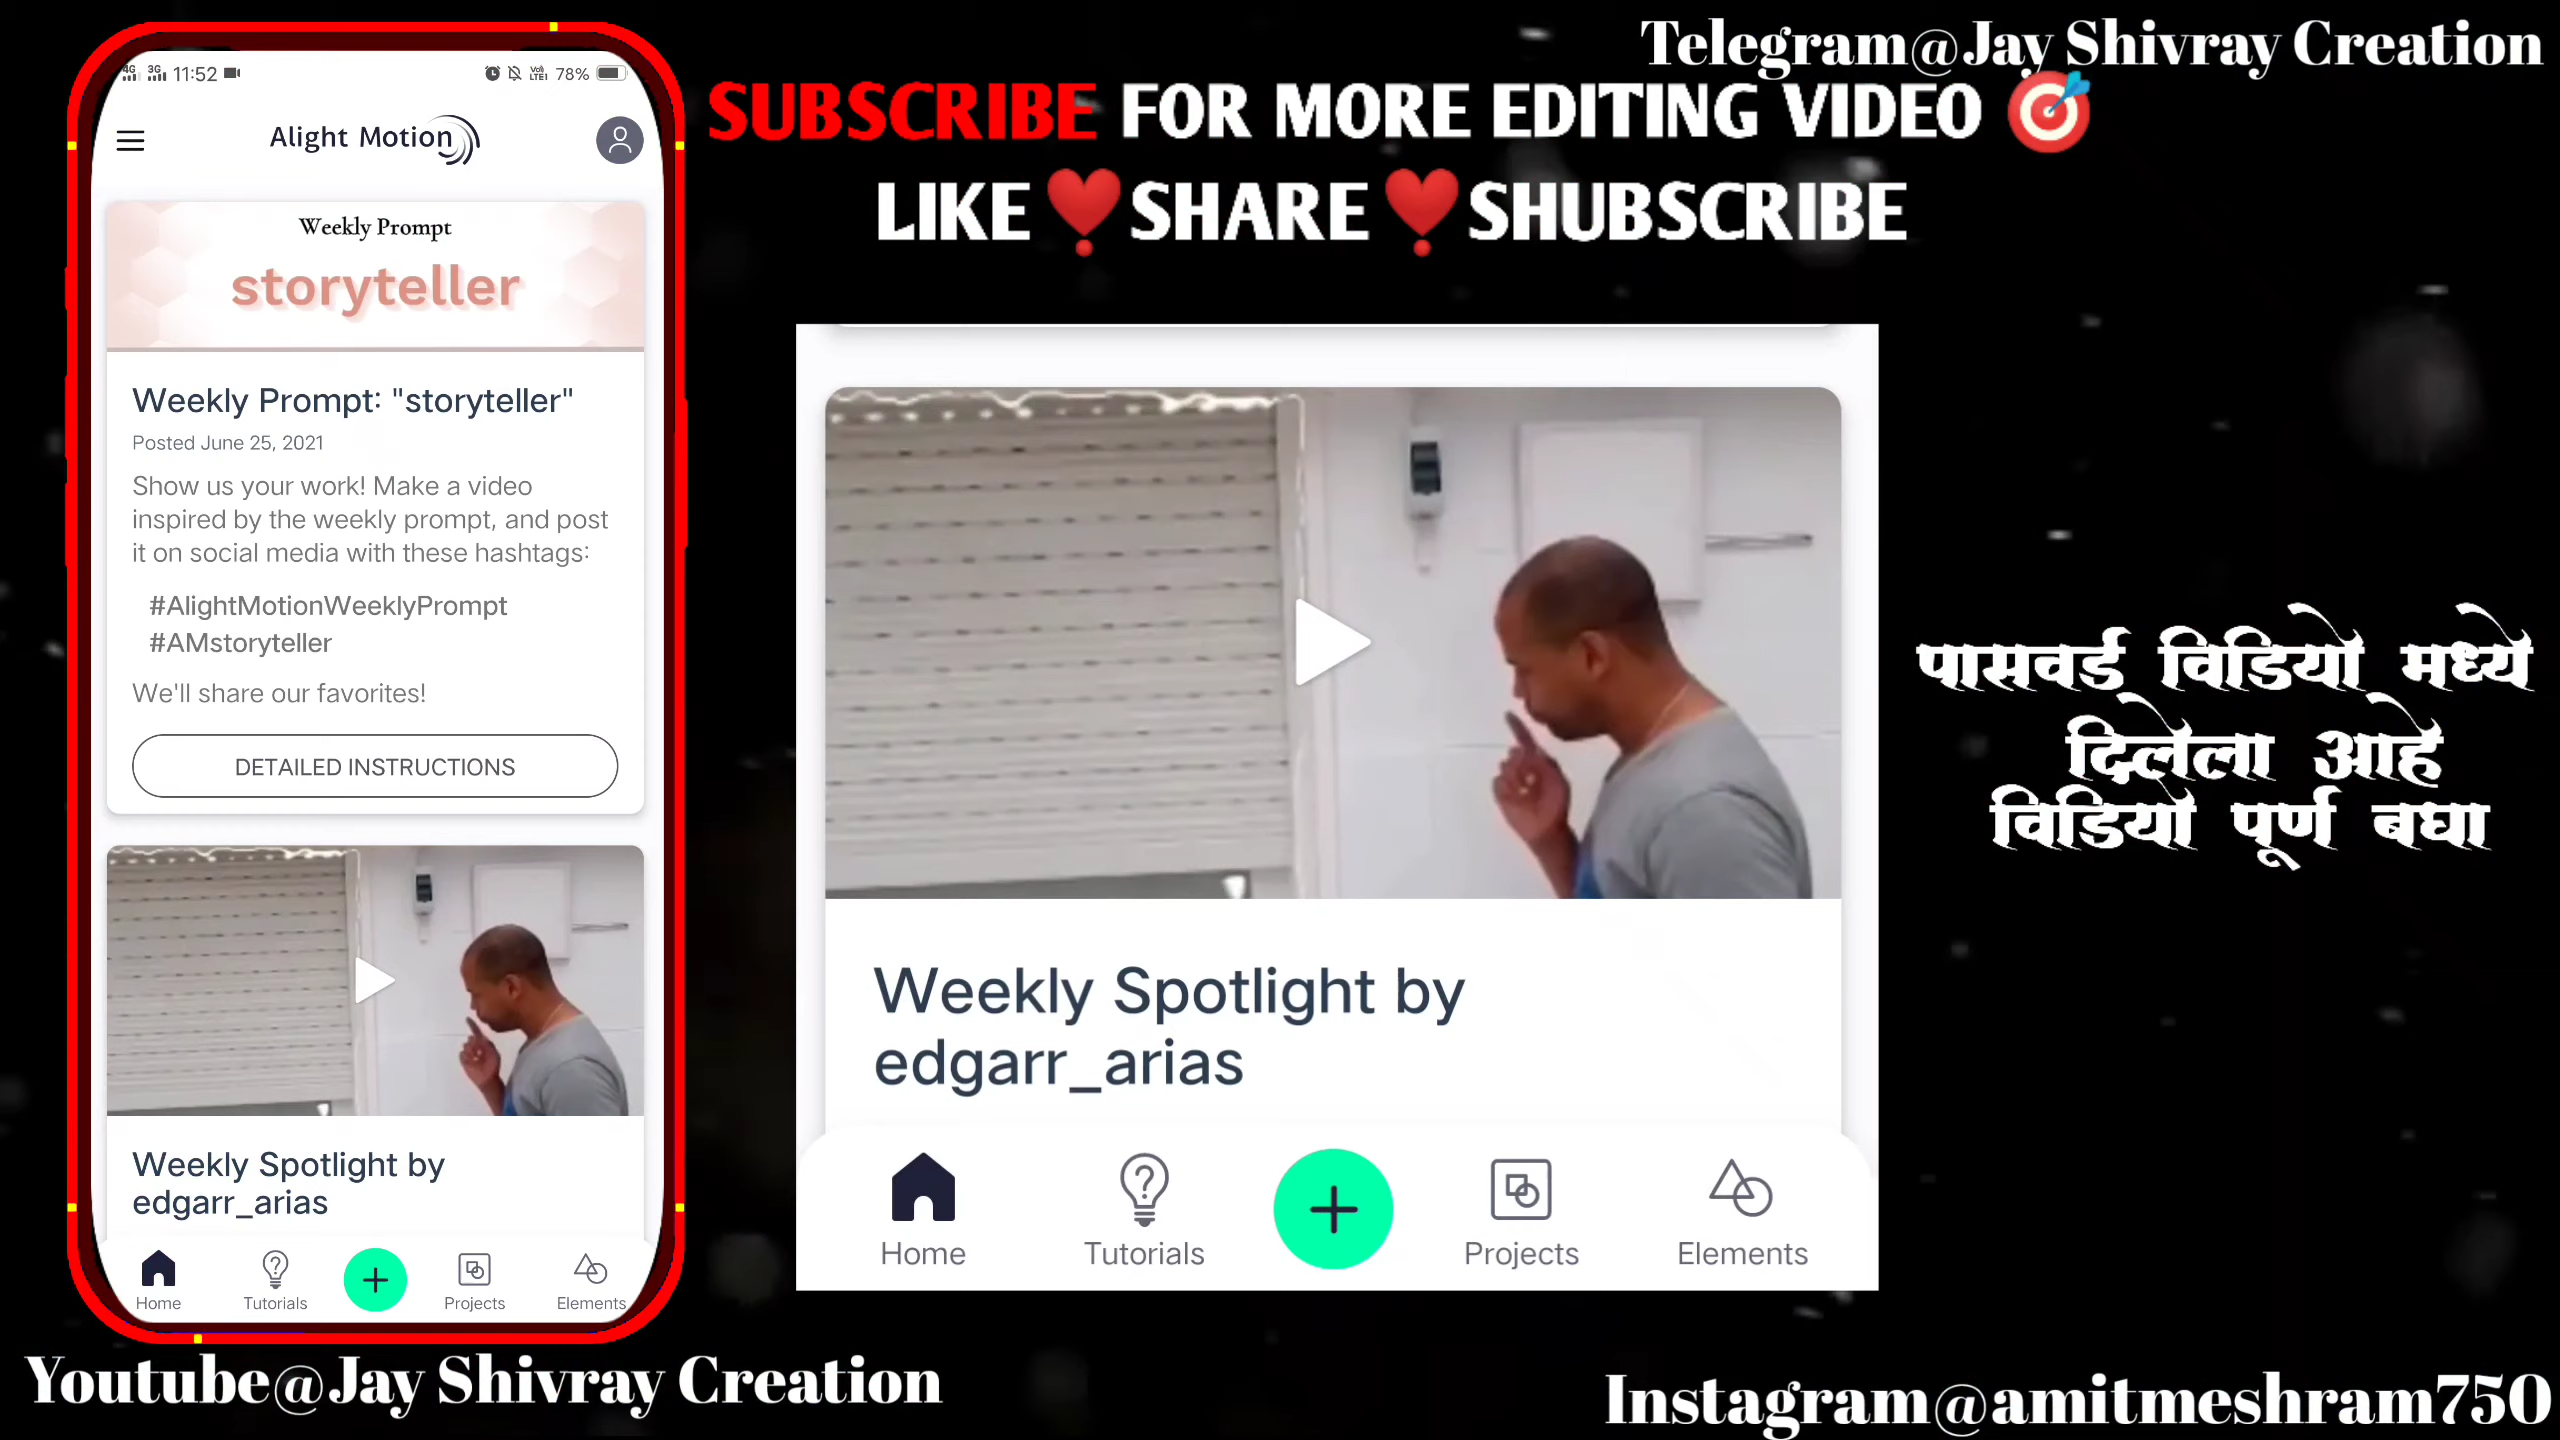 Telegram@Jay Shivray Creation
SUBSCRIBE FOR MORE EDITING VIDEO
LIKE SHARE SHUBSCRIBE
4G 3G 11:52 78%
Alight Motion
Weekly Prompt
storyteller
Weekly Prompt: "storyteller"
Posted June 25, 2021
Show us your work! Make a video
inspired by the weekly prompt, and post
it on social media with these hashtags:
#AlightMotionWeeklyPrompt
#AMstoryteller
We'll share our favorites!
DETAILED INSTRUCTIONS
Weekly Spotlight by
edgarr_arias
Home Tutorials Projects Elements
Weekly Spotlight by
edgarr_arias
Home Tutorials Projects Elements
पासवर्ड विडियो मध्ये
दिलेला आहे
विडियो पूर्ण बघा
Youtube@Jay Shivray Creation
Instagram@amitmeshram750